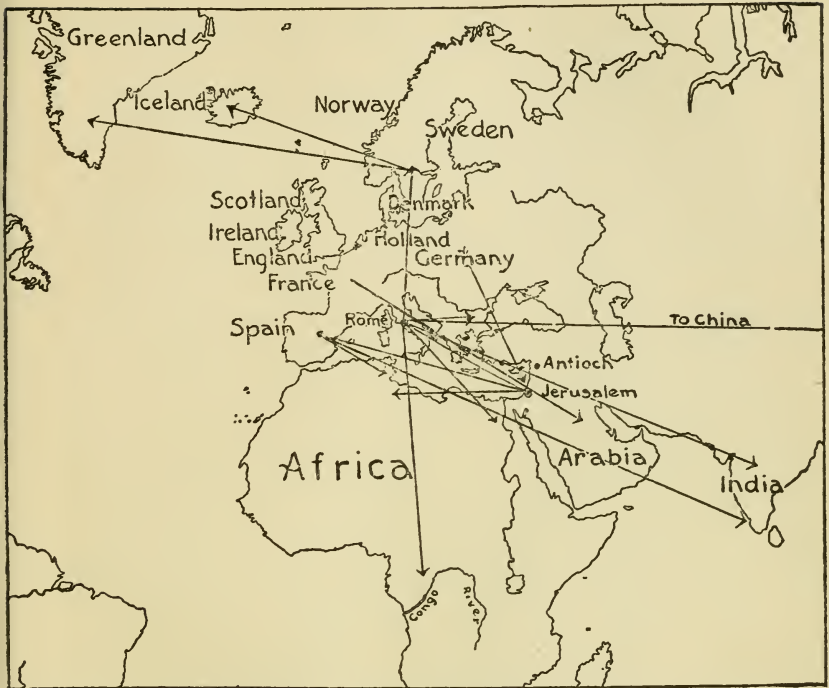 Greenland
Iceland
Norway
Sweden
Scotland
Denmark
Ireland
Holland
England
Germany
France
Rome
To China
Spain
Antioch
Jerusalem
Africa
Arabia
India
Congo
River